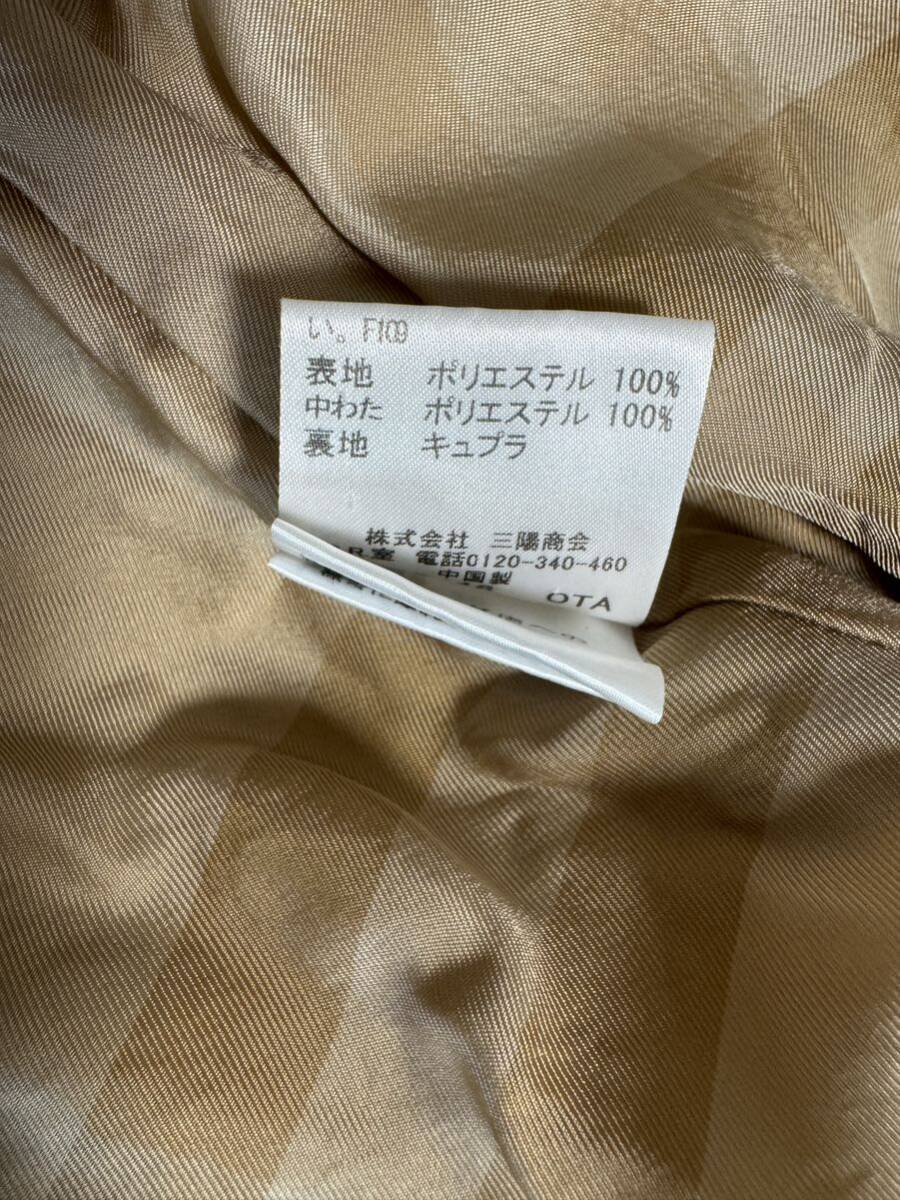 い。F109
表地 ポリエステル 100%
中わた ポリエステル 100%
裏地 キュプラ
株式会社 三陽商会
室 電話0120-340-460
中国製
OTA